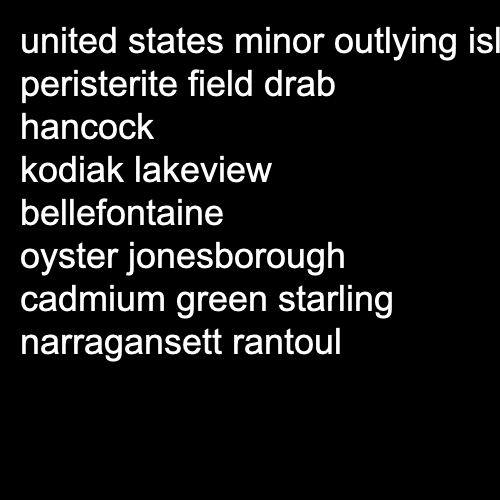 united states minor outlying isl
peristerite field drab
hancock
kodiak lakeview
bellefontaine
oyster jonesborough
cadmium green starling
narragansett rantoul